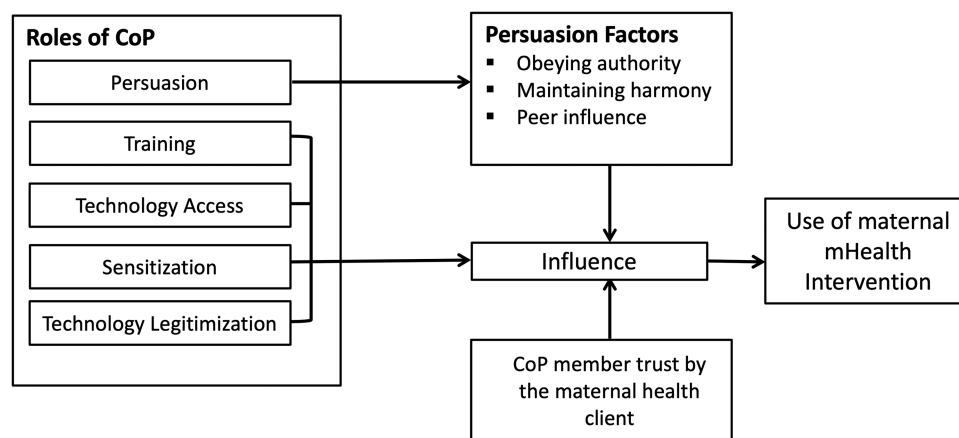 Roles of CoP
Persuasion
Training
Technology Access
Sensitization
Technology Legitimization
Persuasion Factors
▪ Obeying authority
▪ Maintaining harmony
▪ Peer influence
Influence
CoP member trust by
the maternal health
client
Use of maternal
mHealth
Intervention